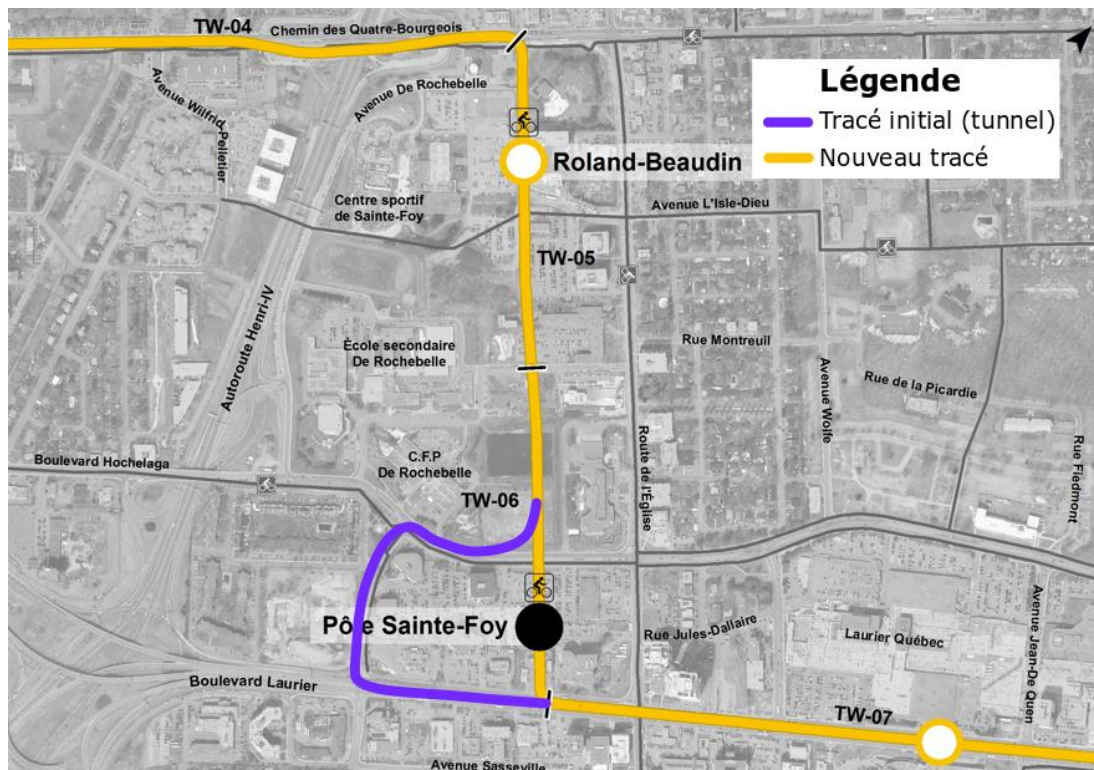 TW-04
Chemin des Quatre-Bourgeois
Avenue Wilfrid-
Pelletier
Avenue De Rochebelle
Légende
Tracé initial (tunnel)
Nouveau tracé
Roland-Beaudin
Centre sportif
de Sainte-Foy
Avenue L'Isle-Dieu
TW-05
Autoroute Henri-IV
École secondaire
De Rochebelle
Rue Montreuil
Avenue Wolfe
Rue de la Picardie
Rue Fiedmont
Boulevard Hochelaga
C.F.P
De Rochebelle
Route de l'Église
TW-06
Pôle Sainte-Foy
Rue Jules-Dallaire
Laurier Québec
Avenue Jean-De Quen
Boulevard Laurier
TW-07
Avenue Sasseville